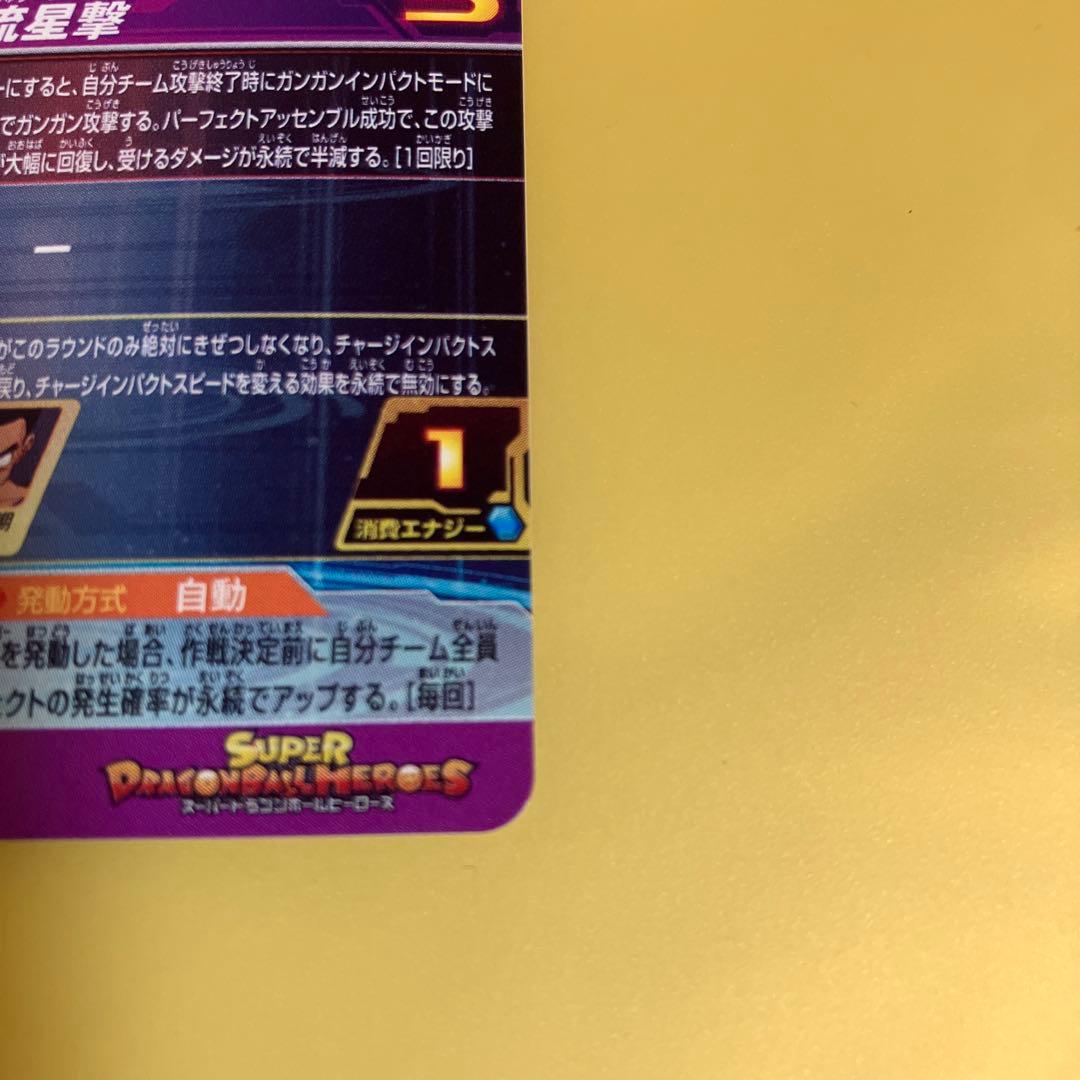 流星撃
ーにすると、自分チーム攻撃終了時にガンガンインパクトモードに
でガンガン攻撃する。パーフェクトアッセンブル成功で、この攻撃
が大幅に回復し、受けるダメージが永続で半減する。[1回限り]
ー
がこのラウンドのみ絶対にきぜつしなくなり、チャージインパクトス
戻り、チャージインパクトスピードを変える効果を永続で無効にする。
1
消費エナジー
発動方式 自動
を発動した場合、作戦決定前に自分チーム全員
ェクトの発生確率が永続でアップする。[毎回]
SUPER
DRAGONBALL HEROES
スーパードラゴンボールヒーローズ